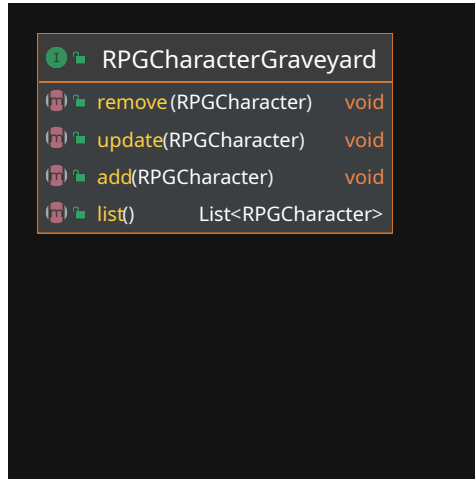 I RPGCharacterGraveyard
m remove(RPGCharacter) void
m update(RPGCharacter) void
m add(RPGCharacter) void
m list() List<RPGCharacter>